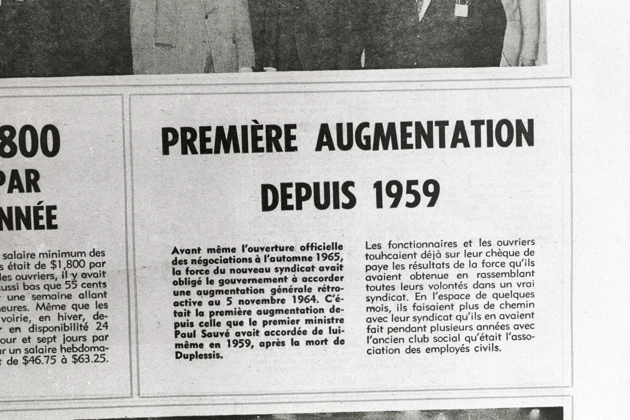 .800
PAR
NNÉE
salaire minimum des
s était de $1,800 par
les ouvriers, il y avait
aussi bas que 55 cents
r une semaine allant
heures. Même que les
voirie, en hiver, de-
r en disponibilité 24
our et sept jours par
r un salaire hebdoma-
t de $46.75 à $63.25.
PREMIÈRE AUGMENTATION
DEPUIS 1959
Avant même l'ouverture officielle
des négociations à l'automne 1965,
la force du nouveau syndicat avait
obligé le gouvernement à accorder
une augmentation générale rétro-
active au 5 novembre 1964. C'é-
tait la première augmentation de-
puis celle que le premier ministre
Paul Sauvé avait accordée de lui-
même en 1959, après la mort de
Duplessis.
Les fonctionnaires et les ouvriers
touhcaient déjà sur leur chèque de
paye les résultats de la force qu'ils
avaient obtenue en rassemblant
toutes leurs volontés dans un vrai
syndicat. En l'espace de quelques
mois, ils faisaient plus de chemin
avec leur syndicat qu'ils en avaient
fait pendant plusieurs années avec
l'ancien club social qu'était l'asso-
ciation des employés civils.